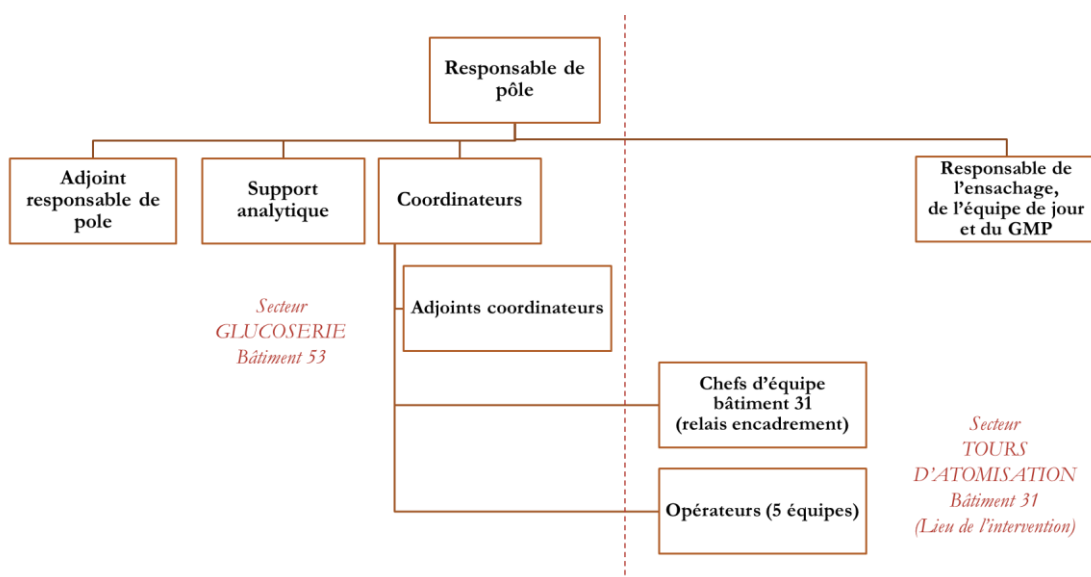 Responsable de
pôle
Adjoint
responsable de
pole
Support
analytique
Coordinateurs
Responsable de
l'ensachage,
de l'équipe de jour
et du GMP
Adjoints coordinateurs
Secteur
GLUCOSERIE
Bâtiment 53
Chefs d'équipe
bâtiment 31
(relais encadrement)
Opérateurs (5 équipes)
Secteur
TOURS
D'ATOMISATION
Bâtiment 31
(Lieu de l'intervention)